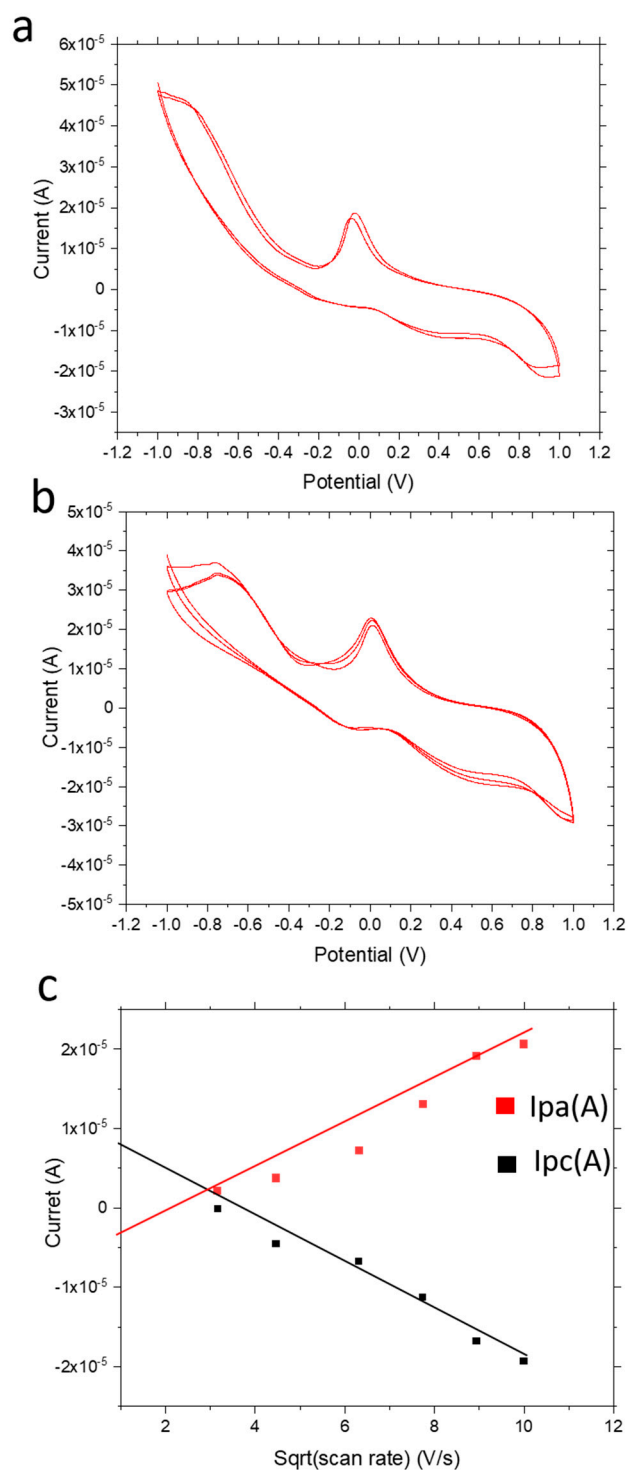 a
6x10⁻⁵
5x10⁻⁵
4x10⁻⁵
3x10⁻⁵
2x10⁻⁵
1x10⁻⁵
0
-1x10⁻⁵
-2x10⁻⁵
-3x10⁻⁵
Current (A)
-1.2 -1.0 -0.8 -0.6 -0.4 -0.2 0.0 0.2 0.4 0.6 0.8 1.0 1.2
Potential (V)
b
5x10⁻⁵
4x10⁻⁵
3x10⁻⁵
2x10⁻⁵
1x10⁻⁵
0
-1x10⁻⁵
-2x10⁻⁵
-3x10⁻⁵
-4x10⁻⁵
-5x10⁻⁵
Current (A)
-1.2 -1.0 -0.8 -0.6 -0.4 -0.2 0.0 0.2 0.4 0.6 0.8 1.0 1.2
Potential (V)
c
2x10⁻⁵
1x10⁻⁵
0
-1x10⁻⁵
-2x10⁻⁵
Curret (A)
Ipa(A)
Ipc(A)
2 4 6 8 10 12
Sqrt(scan rate) (V/s)